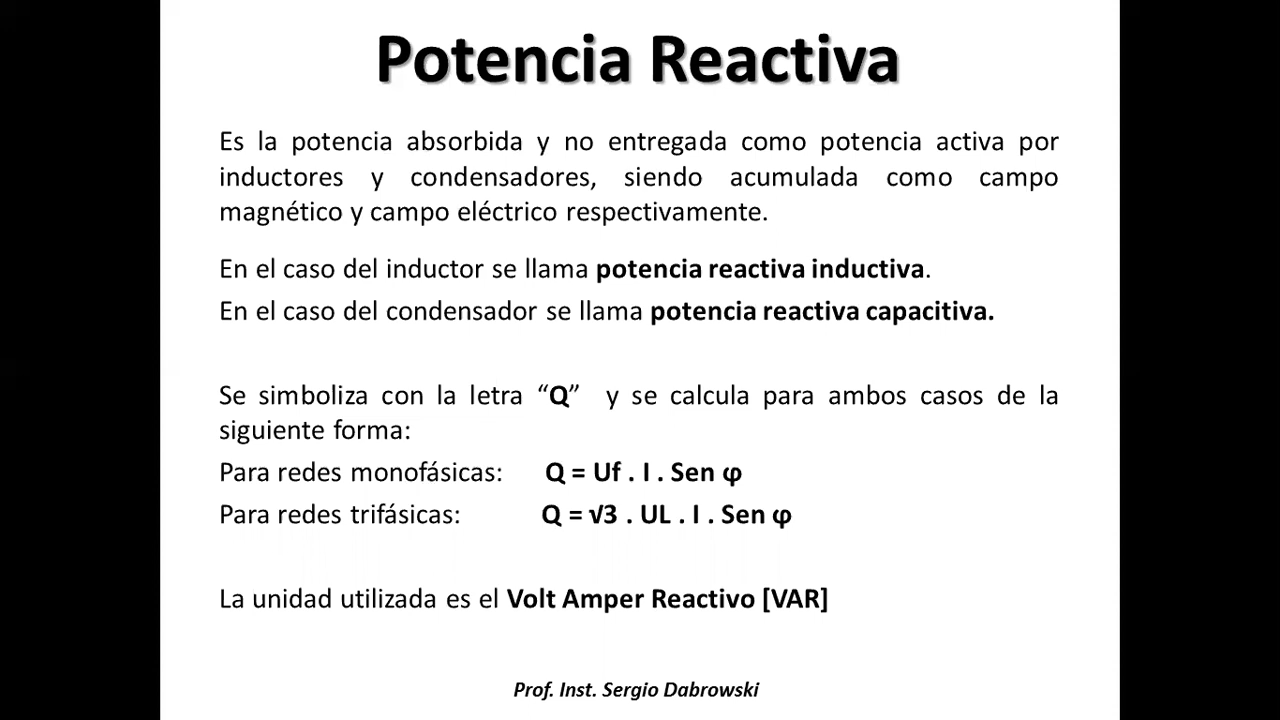 Potencia Reactiva
Es la potencia absorbida y no entregada como potencia activa por
inductores y condensadores, siendo acumulada como campo
magnético y campo eléctrico respectivamente.
En el caso del inductor se llama potencia reactiva inductiva.
En el caso del condensador se llama potencia reactiva capacitiva.
Se simboliza con la letra “Q” y se calcula para ambos casos de la
siguiente forma:
Para redes monofásicas: Q = Uf . I . Sen φ
Para redes trifásicas: Q = √3 . UL . I . Sen φ
La unidad utilizada es el Volt Amper Reactivo [VAR]
Prof. Inst. Sergio Dabrowski